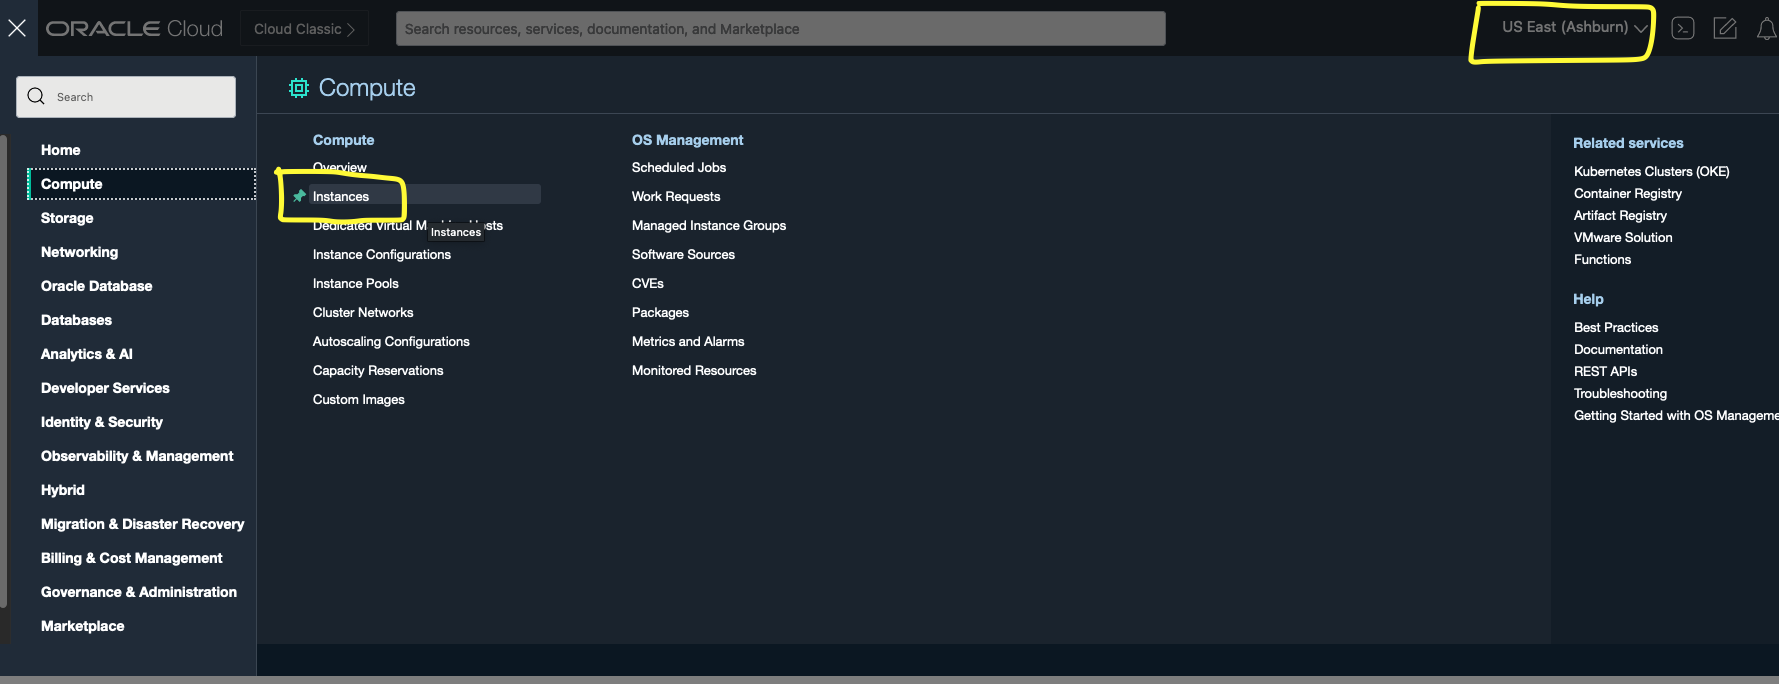 ORACLE Cloud
Cloud Classic >
Search resources, services, documentation, and Marketplace
US East (Ashburn)
Search
Home
Compute
Storage
Networking
Oracle Database
Databases
Analytics & AI
Developer Services
Identity & Security
Observability & Management
Hybrid
Migration & Disaster Recovery
Billing & Cost Management
Governance & Administration
Marketplace
Compute
Compute
Overview
Instances
Dedicated Virtual M
sts
Instances
Instance Configurations
Instance Pools
Cluster Networks
Autoscaling Configurations
Capacity Reservations
Custom Images
OS Management
Scheduled Jobs
Work Requests
Managed Instance Groups
Software Sources
CVEs
Packages
Metrics and Alarms
Monitored Resources
Related services
Kubernetes Clusters (OKE)
Container Registry
Artifact Registry
VMware Solution
Functions
Help
Best Practices
Documentation
REST APIs
Troubleshooting
Getting Started with OS Manageme